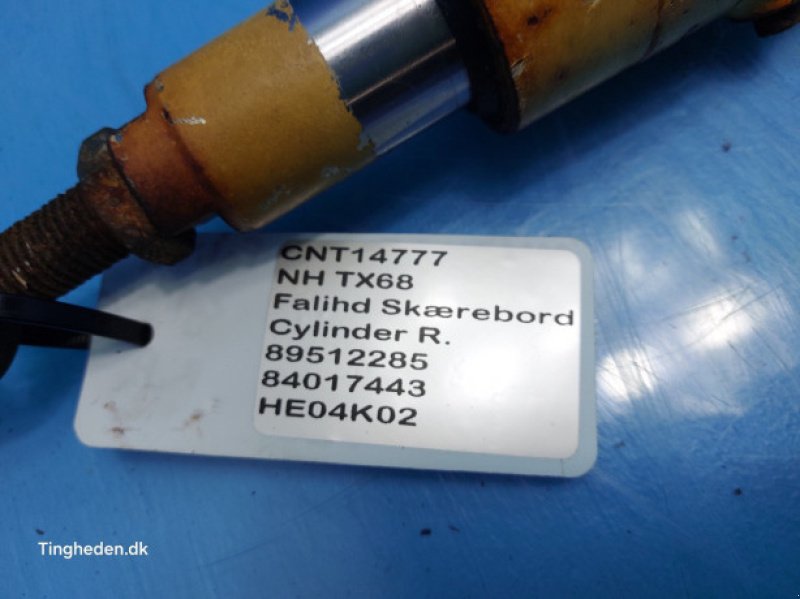 CNT14777
NH TX68
Falihd Skærebord
Cylinder R.
89512285
84017443
HE04K02
Tingheden.dk